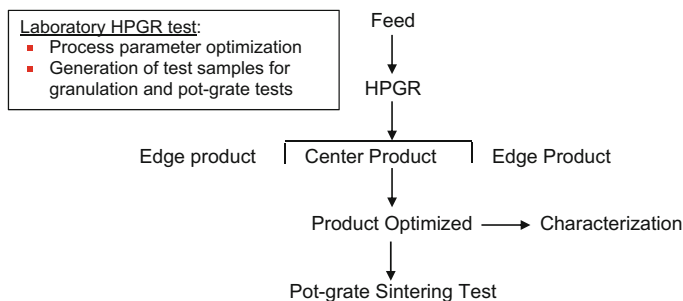 Laboratory HPGR test:
Process parameter optimization
Generation of test samples for
granulation and pot-grate tests
Feed
HPGR
Edge product
Center Product
Edge Product
Product Optimized
Characterization
Pot-grate Sintering Test